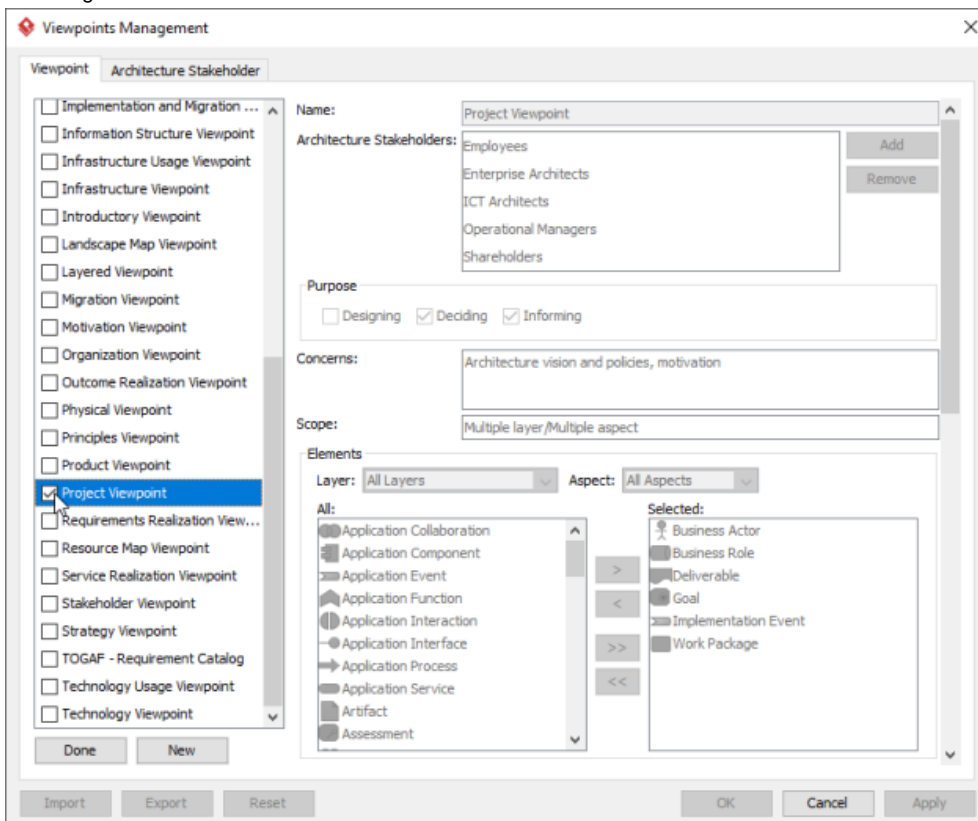 Viewpoints Management
Viewpoint
Architecture Stakeholder
Implementation and Migration ...
Information Structure Viewpoint
Infrastructure Usage Viewpoint
Infrastructure Viewpoint
Introductory Viewpoint
Landscape Map Viewpoint
Layered Viewpoint
Migration Viewpoint
Motivation Viewpoint
Organization Viewpoint
Outcome Realization Viewpoint
Physical Viewpoint
Principles Viewpoint
Product Viewpoint
Project Viewpoint
Requirements Realization View...
Resource Map Viewpoint
Service Realization Viewpoint
Stakeholder Viewpoint
Strategy Viewpoint
TOGAF - Requirement Catalog
Technology Usage Viewpoint
Technology Viewpoint
Done
New
Name:
Project Viewpoint
Architecture Stakeholders:
Employees
Enterprise Architects
ICT Architects
Operational Managers
Shareholders
Add
Remove
Purpose
Designing
Deciding
Informing
Concerns:
Architecture vision and policies, motivation
Scope:
Multiple layer/Multiple aspect
Elements
Layer: All Layers
Aspect: All Aspects
All:
Application Collaboration
Application Component
Application Event
Application Function
Application Interaction
Application Interface
Application Process
Application Service
Artifact
Assessment
>
<
>>
<<
Selected:
Business Actor
Business Role
Deliverable
Goal
Implementation Event
Work Package
Import
Export
Reset
OK
Cancel
Apply